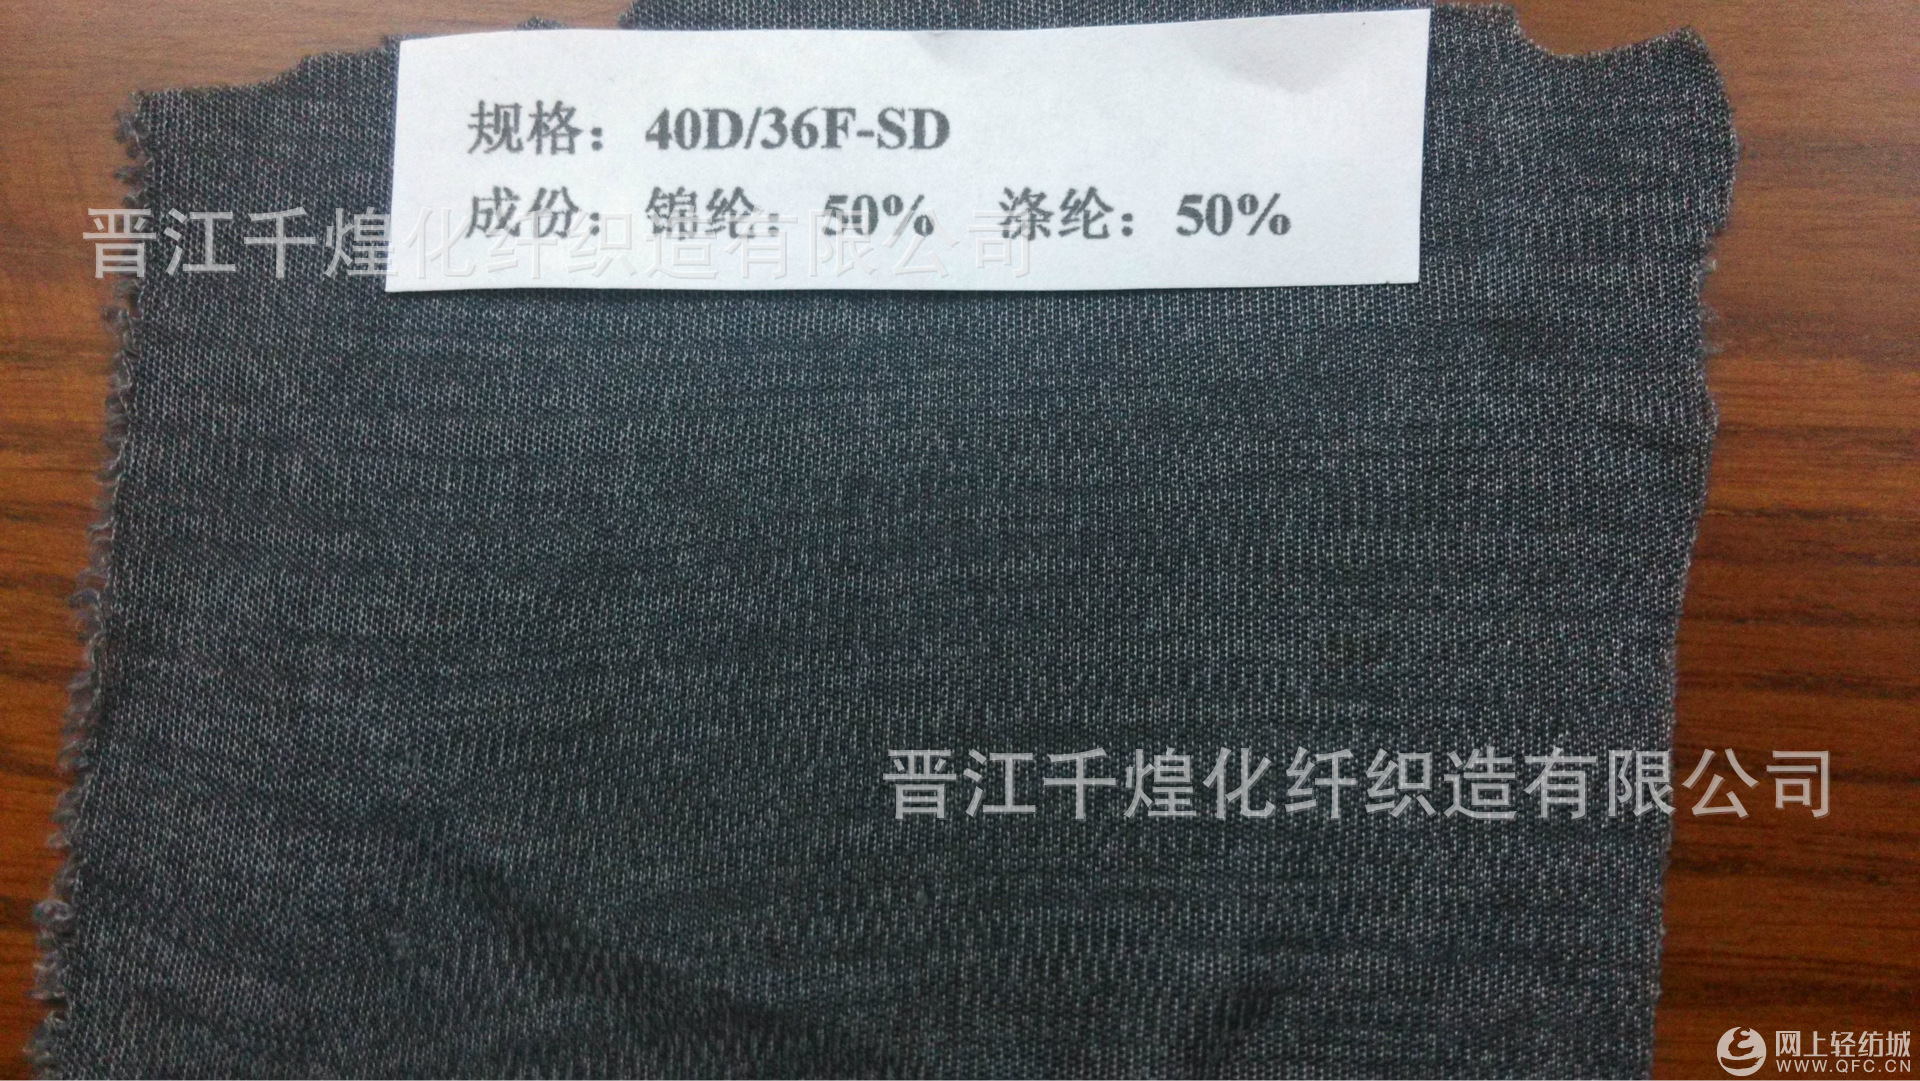 规格：40D/36F-SD
成份：锦纶：50%  涤纶：50%
晋江千煌化纤织造有限公司
晋江千煌化纤织造有限公司
网上轻纺城
WWW.QFC.CN